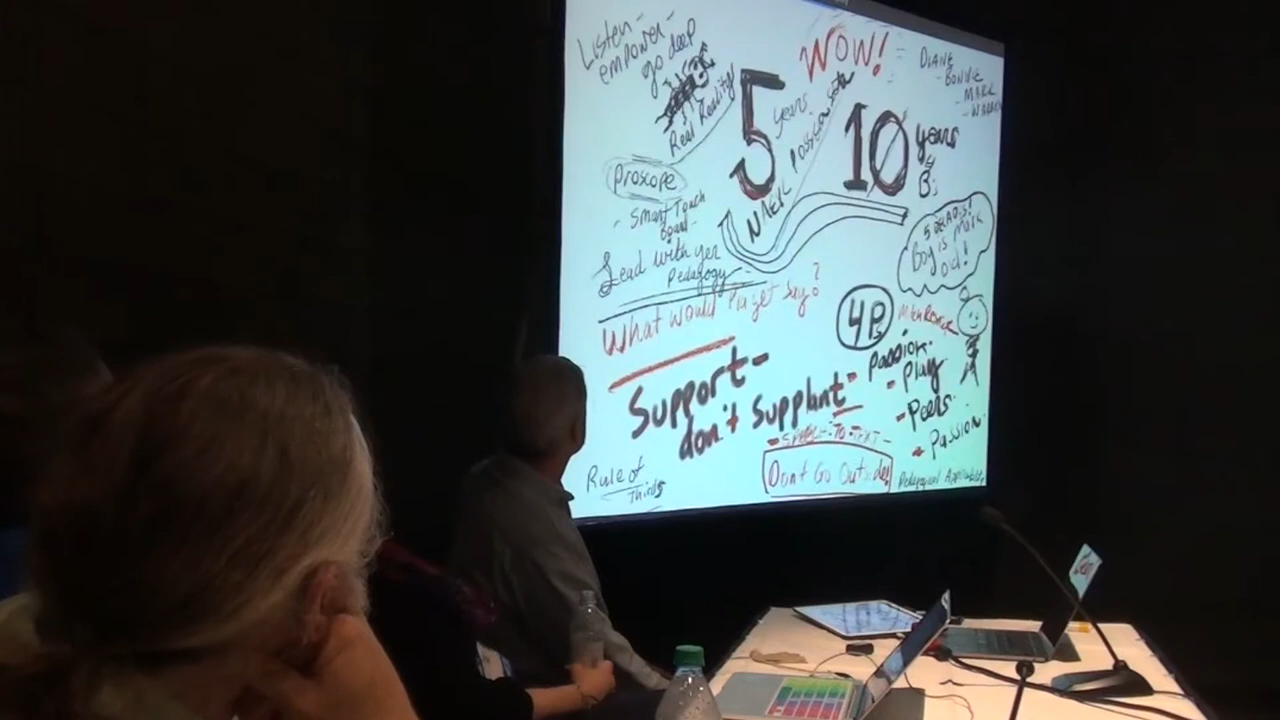 Listen-
empower-
go deep
Real Reality!
Proscope
- Smart Touch
Board-
Lead with yer
Pedagogy
What would Piaget Say?
Support-
don't Supplant-
Rule of
Thirds
WOW!
5
years
10
years
DIANE
- BONNIE
- MARK
Boy is Mark
old!
4Ps
Passion-
- Play
- Peers-
- Passion
- TO - TEXT -
Don't Go Outside